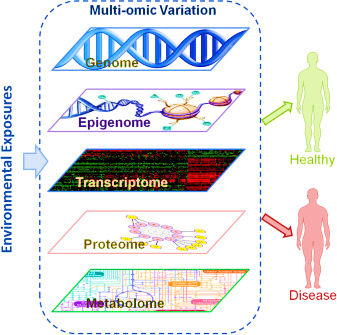 Multi-omic Variation
Environmental Exposures
Genome
Epigenome
Transcriptome
Proteome
Metabolome
Healthy
Disease